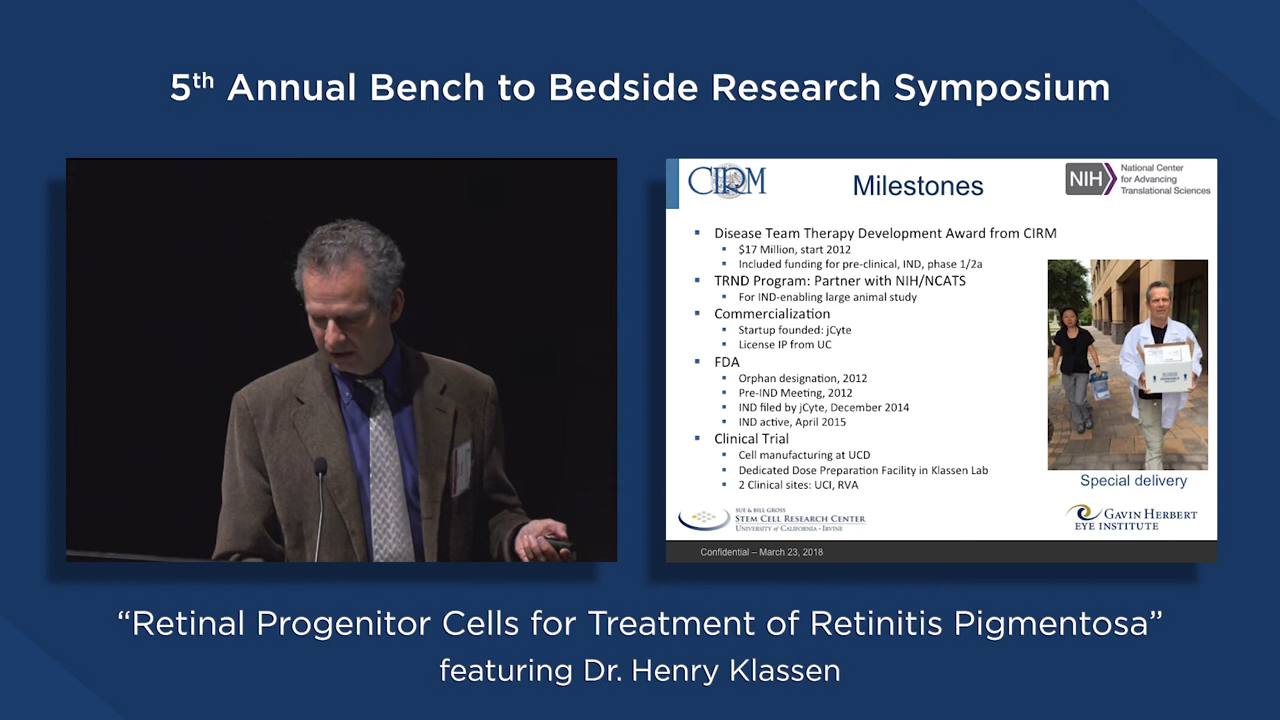 5th Annual Bench to Bedside Research Symposium
CIRM
Milestones
NIH
National Center
for Advancing
Translational Sciences
Disease Team Therapy Development Award from CIRM
$17 Million, start 2012
Included funding for pre-clinical, IND, phase 1/2a
TRND Program: Partner with NIH/NCATS
For IND-enabling large animal study
Commercialization
Startup founded: jCyte
License IP from UC
FDA
Orphan designation, 2012
Pre-IND Meeting, 2012
IND filed by jCyte, December 2014
IND active, April 2015
Clinical Trial
Cell manufacturing at UCD
Dedicated Dose Preparation Facility in Klassen Lab
2 Clinical sites: UCI, RVA
Special delivery
SUE & BILL GROSS
STEM CELL RESEARCH CENTER
UNIVERSITY of CALIFORNIA · IRVINE
GAVIN HERBERT
EYE INSTITUTE
Confidential – March 23, 2018
“Retinal Progenitor Cells for Treatment of Retinitis Pigmentosa”
featuring Dr. Henry Klassen